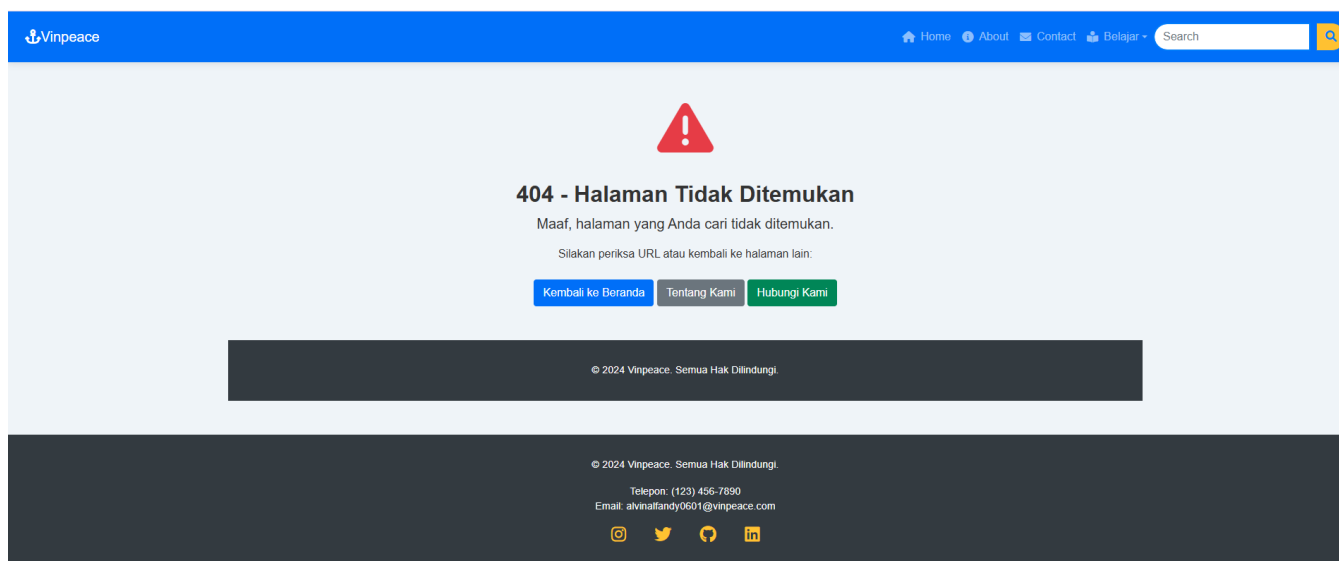 Vinpeace
Home About Contact Belajar Search
404 - Halaman Tidak Ditemukan
Maaf, halaman yang Anda cari tidak ditemukan.
Silakan periksa URL atau kembali ke halaman lain:
Kembali ke Beranda Tentang Kami Hubungi Kami
© 2024 Vinpeace. Semua Hak Dilindungi.
© 2024 Vinpeace. Semua Hak Dilindungi.
Telepon: (123) 456-7890
Email: alvinalfandy0601@vinpeace.com